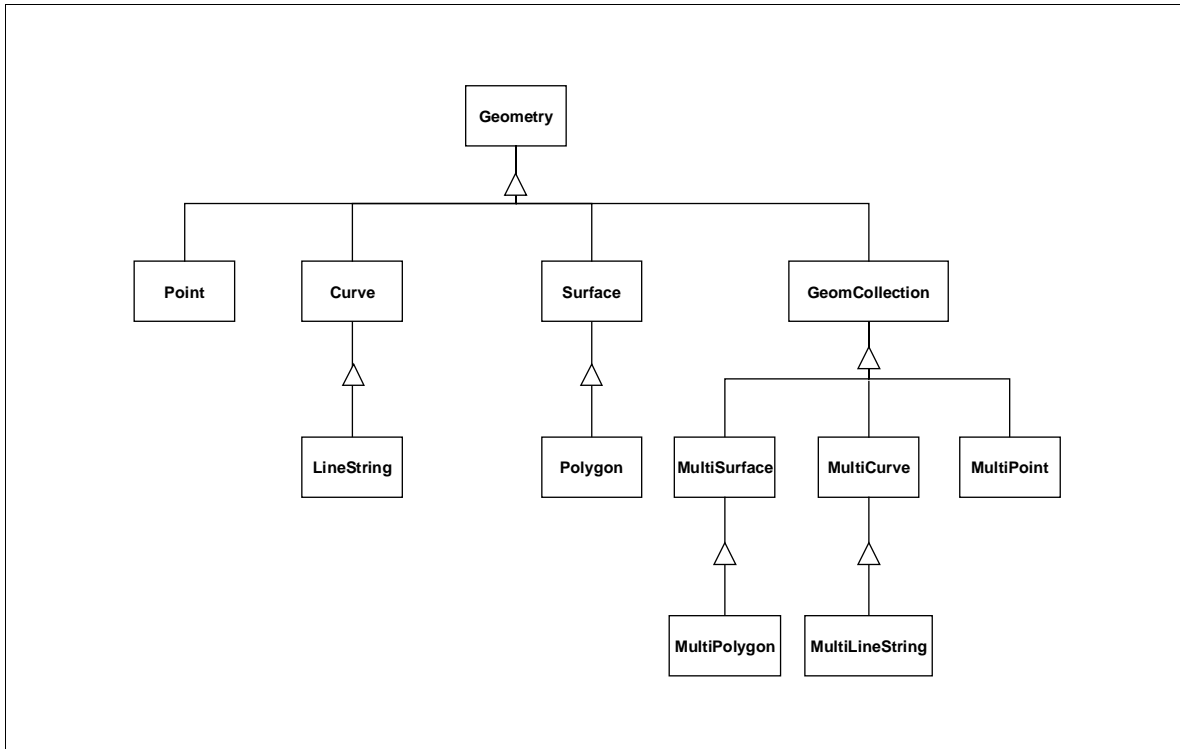 Geometry
Point
Curve
Surface
GeomCollection
LineString
Polygon
MultiSurface
MultiCurve
MultiPoint
MultiPolygon
MultiLineString